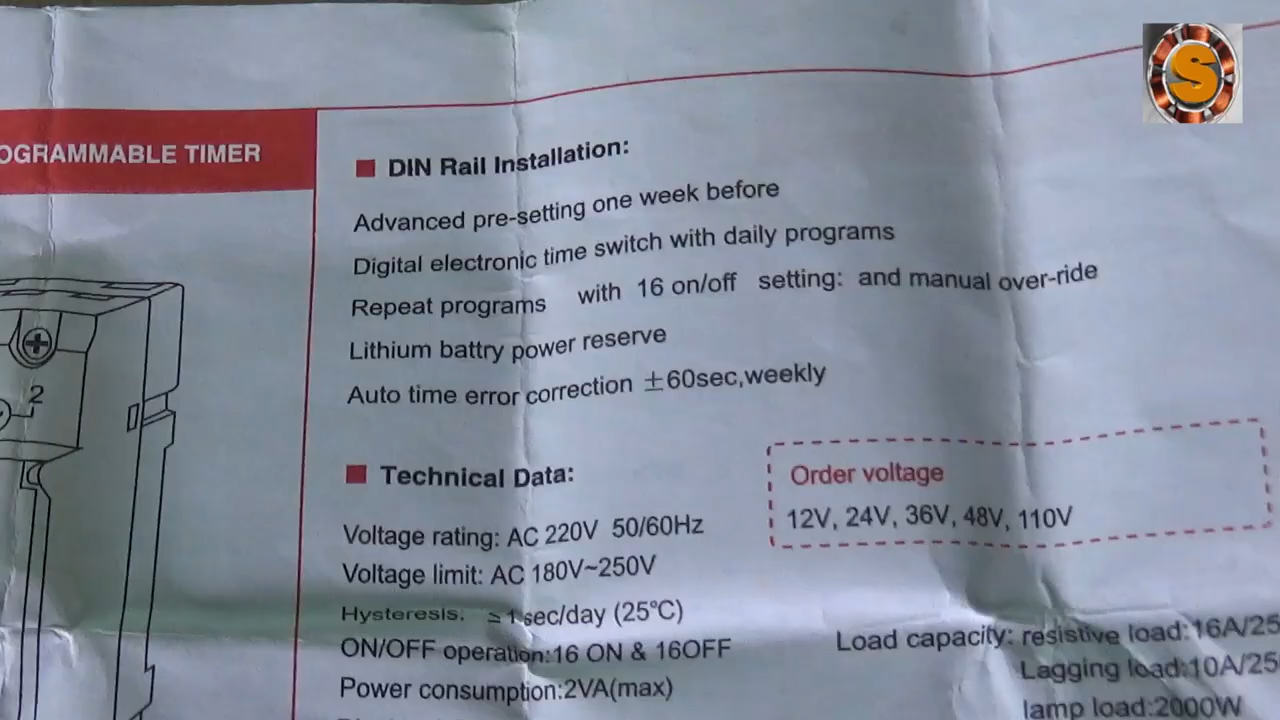 S
OGRAMMABLE TIMER
DIN Rail Installation:
Advanced pre-setting one week before
Digital electronic time switch with daily programs
Repeat programs with 16 on/off setting: and manual over-ride
Lithium battry power reserve
Auto time error correction ±60sec,weekly
2
Technical Data:
Order voltage
12V, 24V, 36V, 48V, 110V
Voltage rating: AC 220V 50/60Hz
Voltage limit: AC 180V~250V
Hysteresis: ≥1sec/day (25℃)
ON/OFF operation:16 ON & 16OFF
Power consumption:2VA(max)
Load capacity: resistive load:16A/25
Lagging load:10A/25
lamp load:2000W